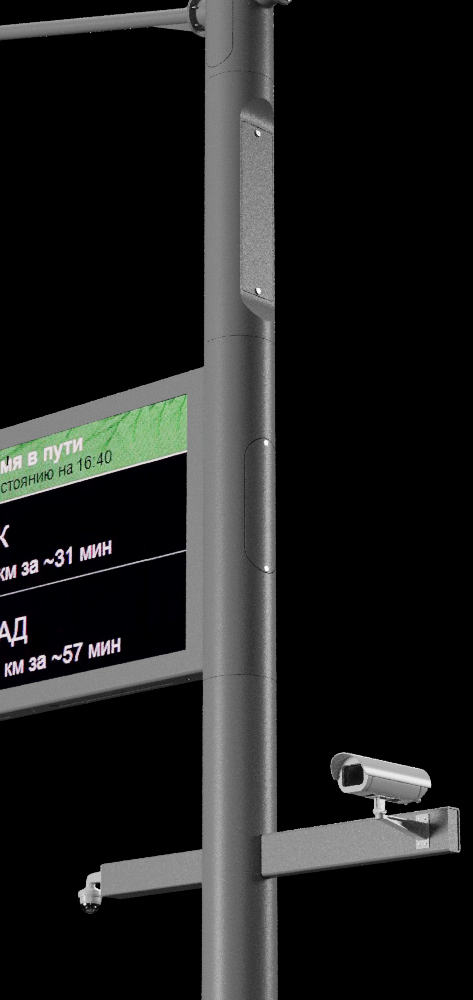 мя в пути
стоянию на 16:40
К
км за ~31 мин
АД
км за ~57 мин